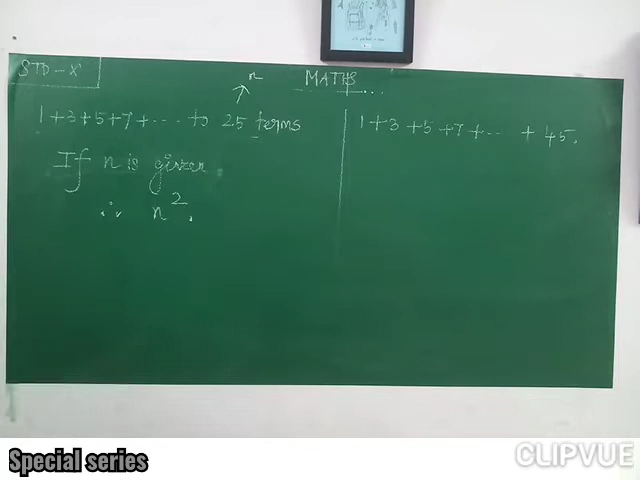 STD - X
MATHS
n
1 + 3 + 5 + 7 + ... to 25 terms
If n is given
∴ n².
1 + 3 + 5 + 7 + ... + 45.
Special series
CLIPVUE